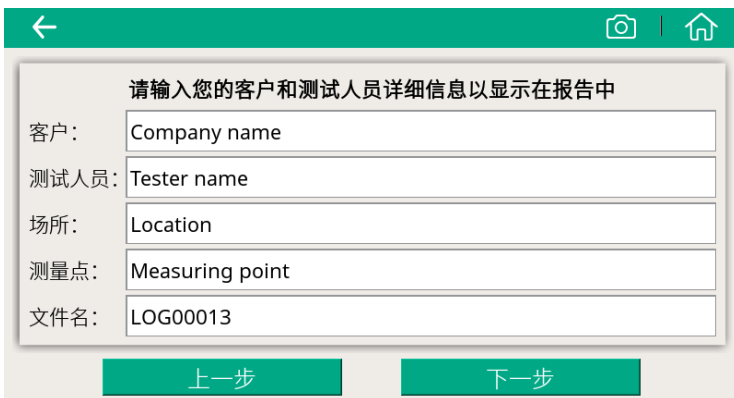 请输入您的客户和测试人员详细信息以显示在报告中
客户： Company name
测试人员： Tester name
场所： Location
测量点： Measuring point
文件名： LOG00013
上一步 下一步